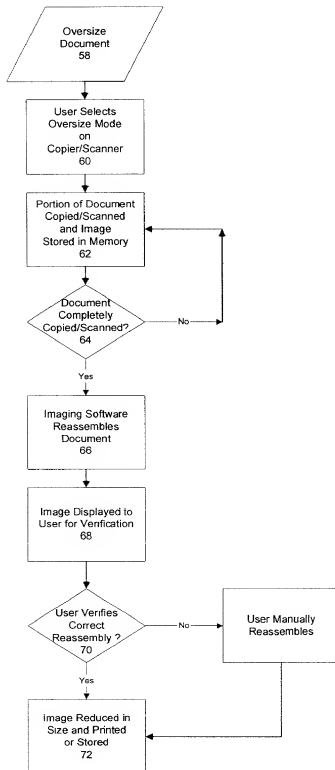 Oversize
Document
58
User Selects
Oversize Mode
on
Copier/Scanner
60
Portion of Document
Copied/Scanned
and Image
Stored in Memory
62
Document
Completely
Copied/Scanned?
64
No
Yes
Imaging Software
Reassembles
Document
66
Image Displayed to
User for Verification
68
User Verifies
Correct
Reassembly ?
70
No
User Manually
Reassembles
Yes
Image Reduced in
Size and Printed
or Stored
72